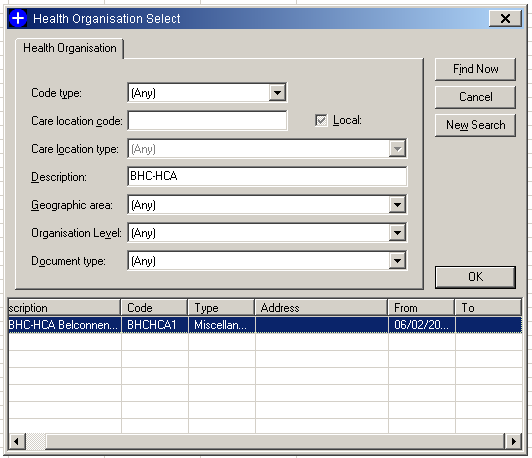 Health Organisation Select
Health Organisation
Find Now
Code type: (Any)
Cancel
Care location code: Local:
New Search
Care location type: (Any)
Description: BHC-HCA
Geographic area: (Any)
Organisation Level: (Any)
Document type: (Any)
OK
scription Code Type Address From To
BHC-HCA Belconnen... BHCHCA1 Miscellan... 06/02/20...